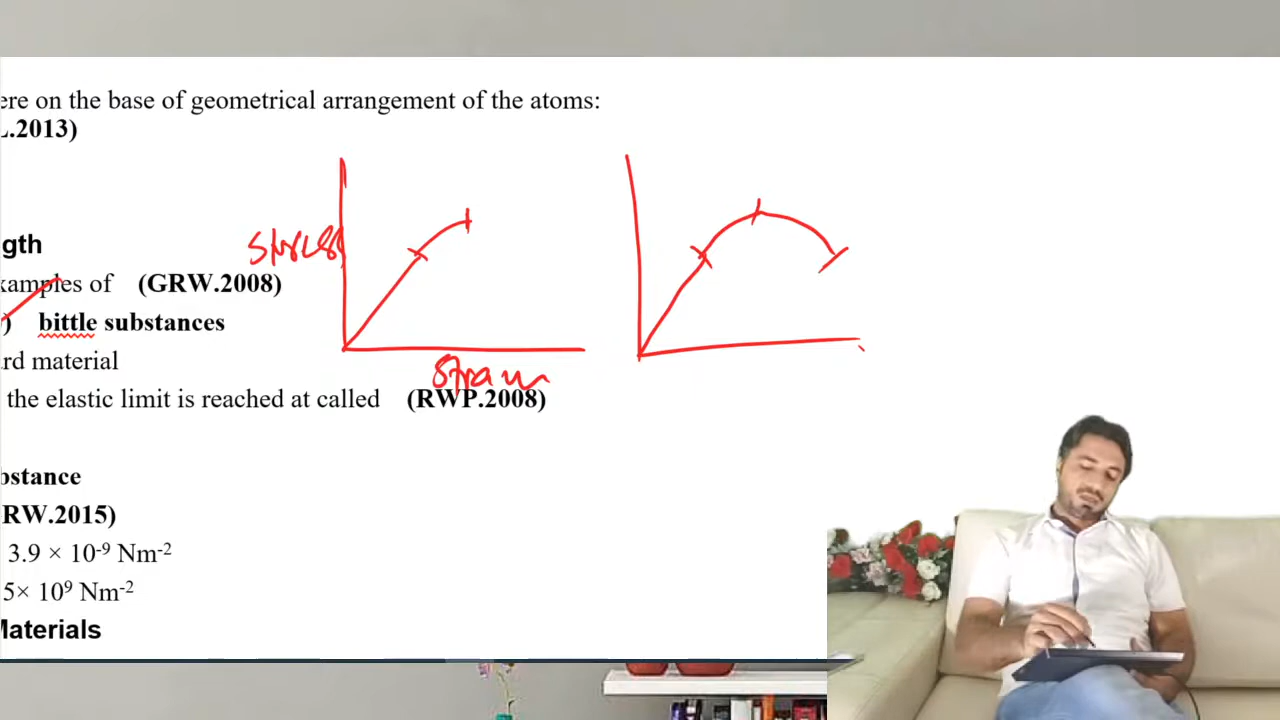 ere on the base of geometrical arrangement of the atoms:
L.2013)
stress
gth
xamples of (GRW.2008)
) bittle substances
rd material
strain
the elastic limit is reached at called (RWP.2008)
bstance
RW.2015)
3.9 × 10-9 Nm-2
5× 10⁹ Nm-2
Materials